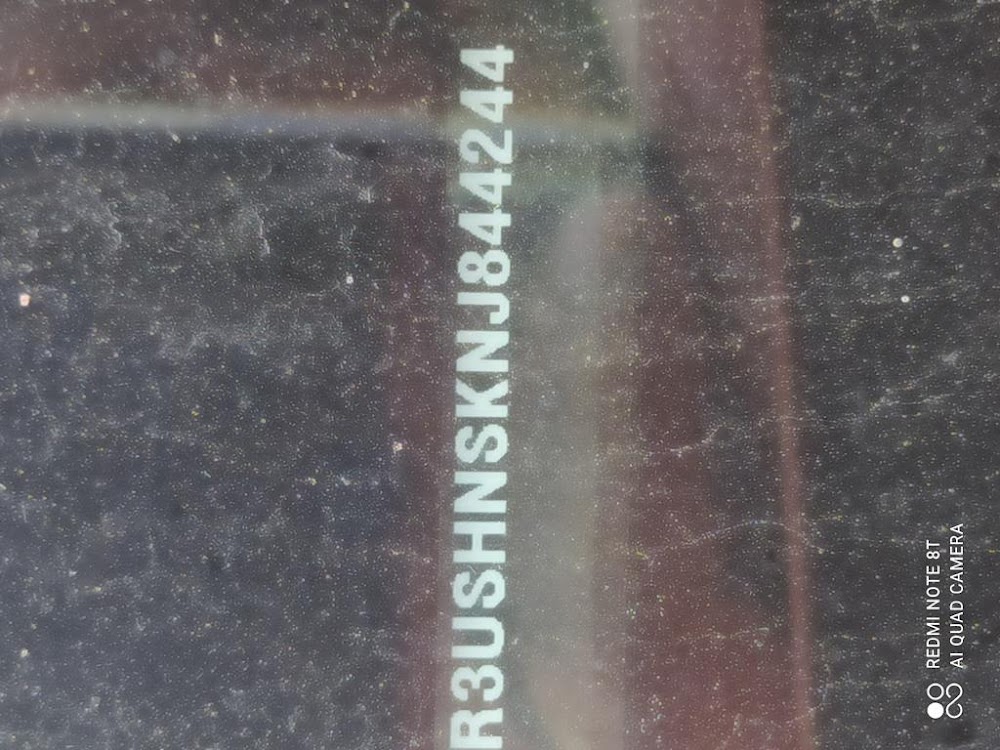 R3USHNSKNJ844244
REDMI NOTE 8T
AI QUAD CAMERA